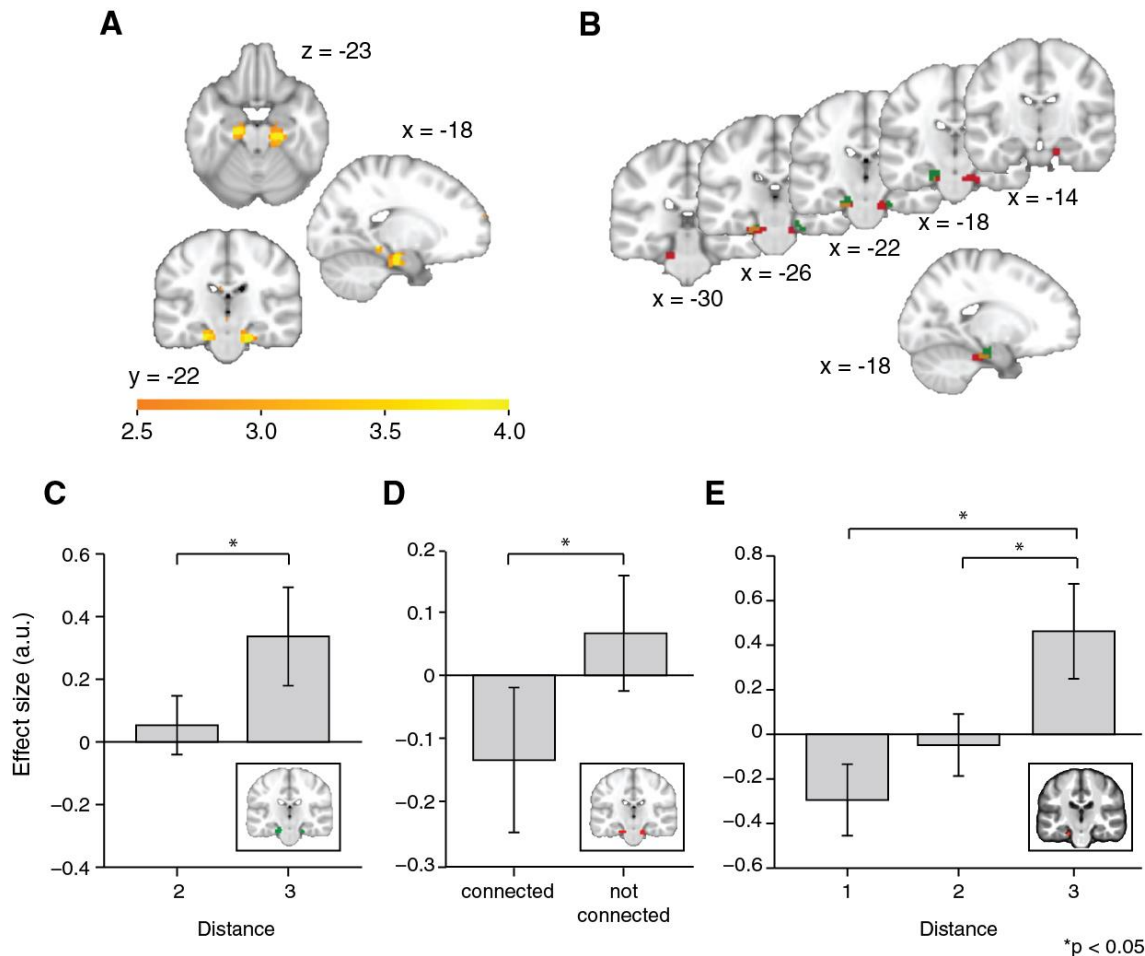 A
z = -23
x = -18
y = -22
2.5 3.0 3.5 4.0
B
x = -14
x = -18
x = -22
x = -26
x = -30
x = -18
C
Effect size (a.u.)
*
0.6
0.4
0.2
0
−0.2
−0.4
2 3
Distance
D
*
0.2
0.1
0
−0.1
−0.2
−0.3
connected not
connected
E
*
*
0.8
0.6
0.4
0.2
0
−0.2
−0.4
−0.6
1 2 3
Distance
*p < 0.05